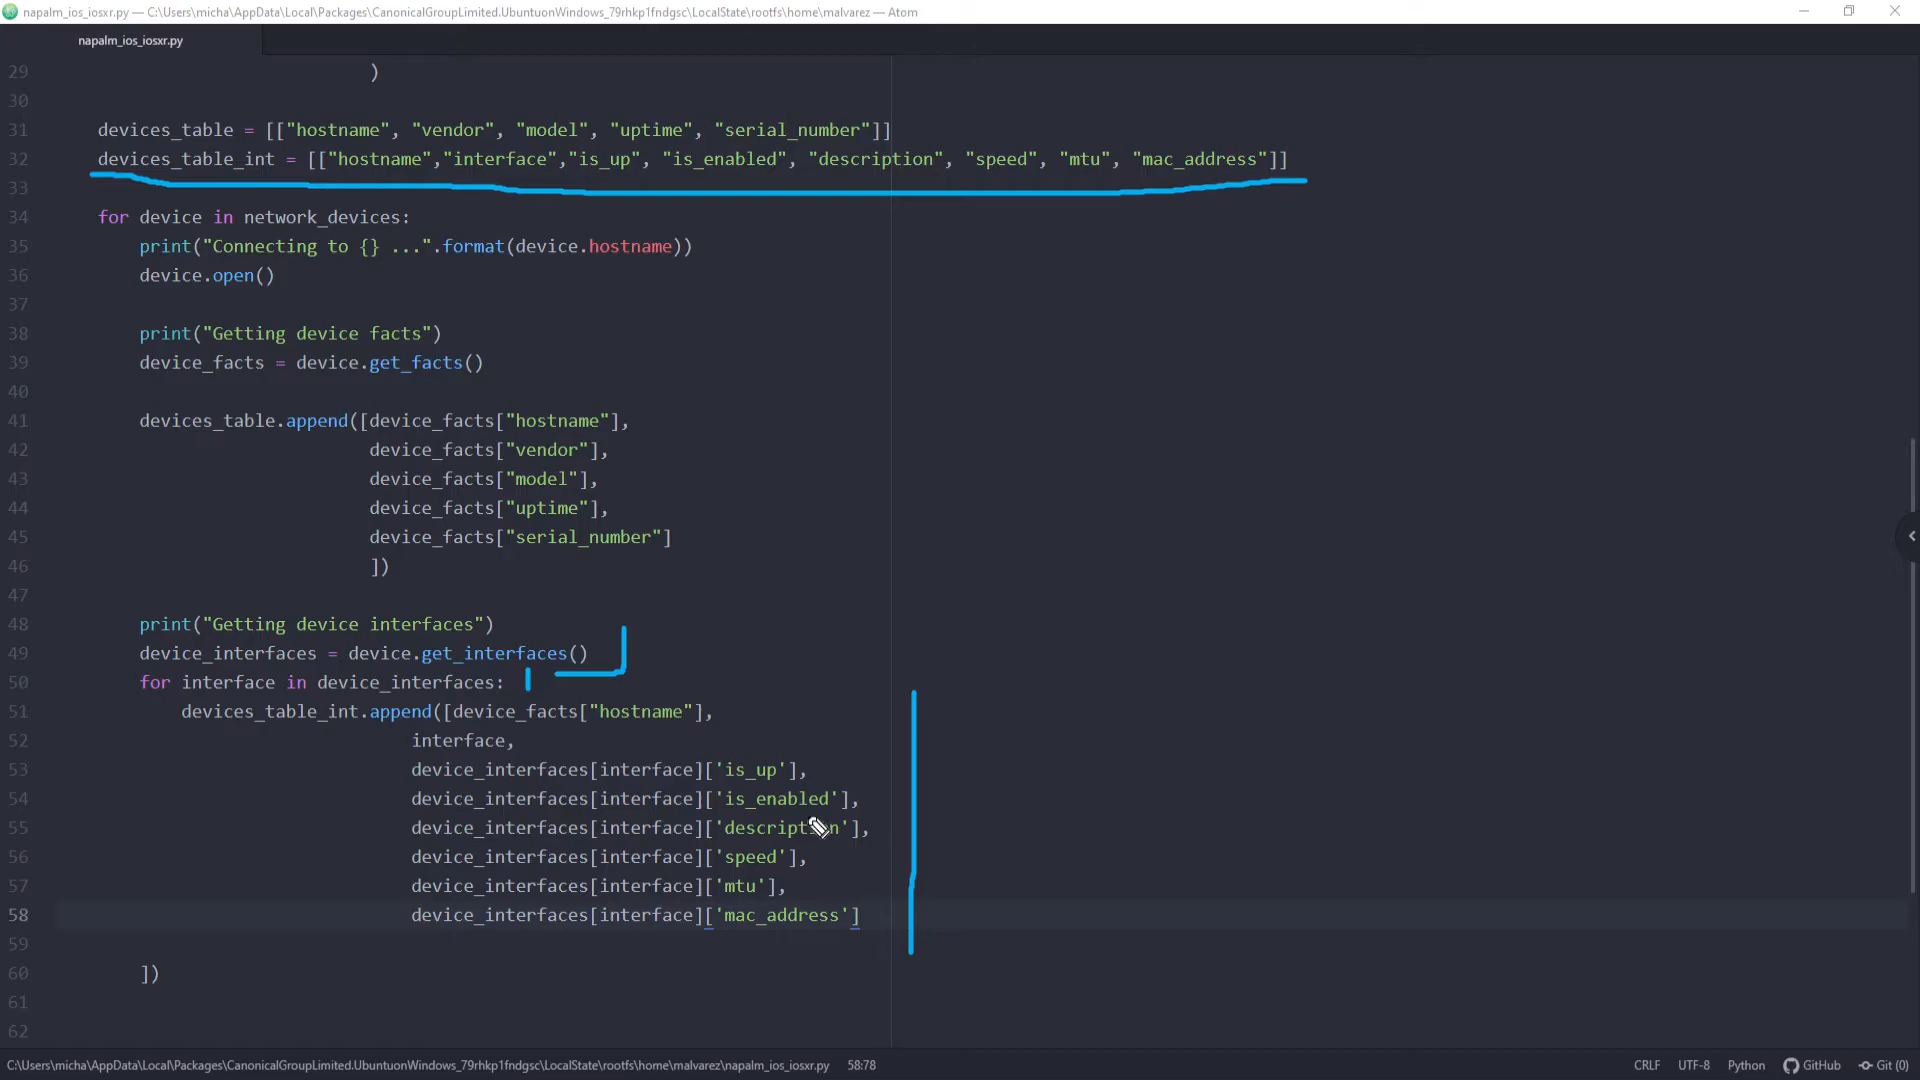 napalm_ios_iosxr.py — C:\Users\micha\AppData\Local\Packages\CanonicalGroupLimited.UbuntuonWindows_79rhkp1fndgsc\LocalState\rootfs\home\malvarez — Atom
napalm_ios_iosxr.py
29 )
30
31 devices_table = [["hostname", "vendor", "model", "uptime", "serial_number"]]
32 devices_table_int = [["hostname","interface","is_up", "is_enabled", "description", "speed", "mtu", "mac_address"]]
33
34 for device in network_devices:
35 print("Connecting to {} ...".format(device.hostname))
36 device.open()
37
38 print("Getting device facts")
39 device_facts = device.get_facts()
40
41 devices_table.append([device_facts["hostname"],
42 device_facts["vendor"],
43 device_facts["model"],
44 device_facts["uptime"],
45 device_facts["serial_number"]
46 ])
47
48 print("Getting device interfaces")
49 device_interfaces = device.get_interfaces()
50 for interface in device_interfaces:
51 devices_table_int.append([device_facts["hostname"],
52 interface,
53 device_interfaces[interface]['is_up'],
54 device_interfaces[interface]['is_enabled'],
55 device_interfaces[interface]['description'],
56 device_interfaces[interface]['speed'],
57 device_interfaces[interface]['mtu'],
58 device_interfaces[interface]['mac_address']
59
60 ])
61
62
C:\Users\micha\AppData\Local\Packages\CanonicalGroupLimited.UbuntuonWindows_79rhkp1fndgsc\LocalState\rootfs\home\malvarez\napalm_ios_iosxr.py 58:78 CRLF UTF-8 Python GitHub Git (0)